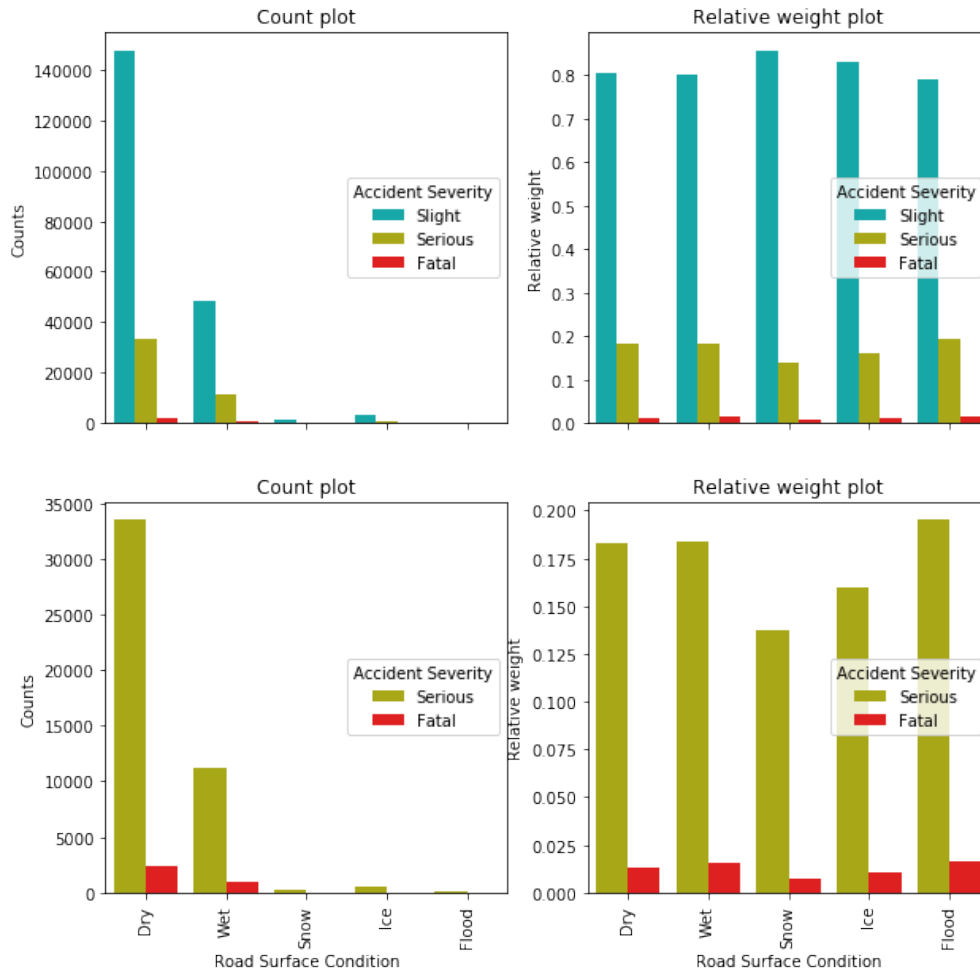 Count plot
140000
120000
100000
80000
60000
40000
20000
0
Counts
Accident Severity
Slight
Serious
Fatal
Relative weight plot
0.8
0.7
0.6
0.5
0.4
0.3
0.2
0.1
0.0
Relative weight
Accident Severity
Slight
Serious
Fatal
Count plot
35000
30000
25000
20000
15000
10000
5000
0
Counts
Accident Severity
Serious
Fatal
Dry
Wet
Snow
Ice
Flood
Road Surface Condition
Relative weight plot
0.200
0.175
0.150
0.125
0.100
0.075
0.050
0.025
0.000
Relative weight
Accident Severity
Serious
Fatal
Dry
Wet
Snow
Ice
Flood
Road Surface Condition